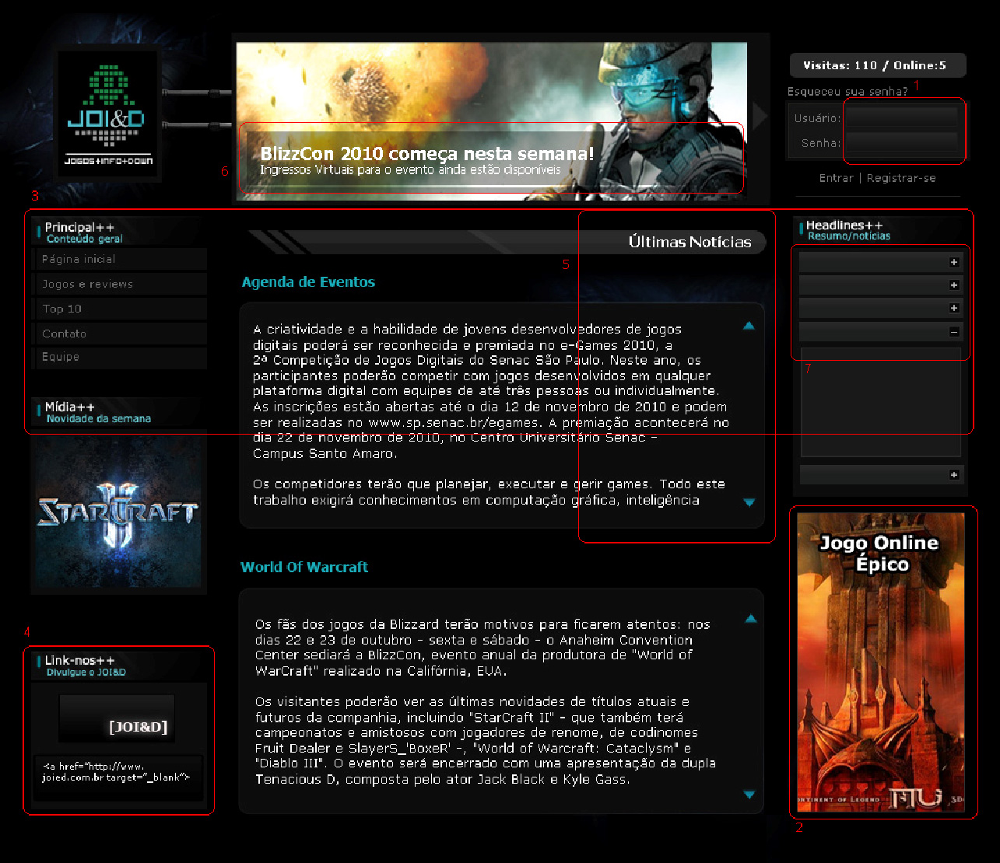 JOI&D
JOGOS+INFO+DOWN
BlizzCon 2010 começa nesta semana!
Ingressos Virtuais para o evento ainda estão disponíveis
6
3
Visitas: 110 / Online:5
1
Esqueceu sua senha?
Usuário:
Senha:
Entrar | Registrar-se
Principal++
Conteúdo geral
Página inicial
Jogos e reviews
Top 10
Contato
Equipe
Mídia++
Novidade da semana
STARCRAFT
II
4
Link-nos++
Divulgue o JOI&D
[JOI&D]
<a href="http://www.
joied.com.br target="_blank">
Últimas Notícias
5
Agenda de Eventos
A criatividade e a habilidade de jovens desenvolvedores de jogos
digitais poderá ser reconhecida e premiada no e-Games 2010, a
2ª Competição de Jogos Digitais do Senac São Paulo. Neste ano, os
participantes poderão competir com jogos desenvolvidos em qualquer
plataforma digital com equipes de até três pessoas ou individualmente.
As inscrições estão abertas até o dia 12 de novembro de 2010 e podem
ser realizadas no www.sp.senac.br/egames. A premiação acontecerá no
dia 22 de novembro de 2010, no Centro Universitário Senac -
Campus Santo Amaro.
Os competidores terão que planejar, executar e gerir games. Todo este
trabalho exigirá conhecimentos em computação gráfica, inteligência
World Of Warcraft
Os fãs dos jogos da Blizzard terão motivos para ficarem atentos: nos
dias 22 e 23 de outubro - sexta e sábado - o Anaheim Convention
Center sediará a BlizzCon, evento anual da produtora de "World of
WarCraft" realizado na Califórnia, EUA.
Os visitantes poderão ver as últimas novidades de títulos atuais e
futuros da companhia, incluindo "StarCraft II" - que também terá
campeonatos e amistosos com jogadores de renome, de codinomes
Fruit Dealer e SlayerS_'BoxeR' -, "World of Warcraft: Cataclysm" e
"Diablo III". O evento será encerrado com uma apresentação da dupla
Tenacious D, composta pelo ator Jack Black e Kyle Gass.
Headlines++
Resumo/notícias
7
Jogo Online
Épico
ONTINENT OF LEGEND MU ,3D
2